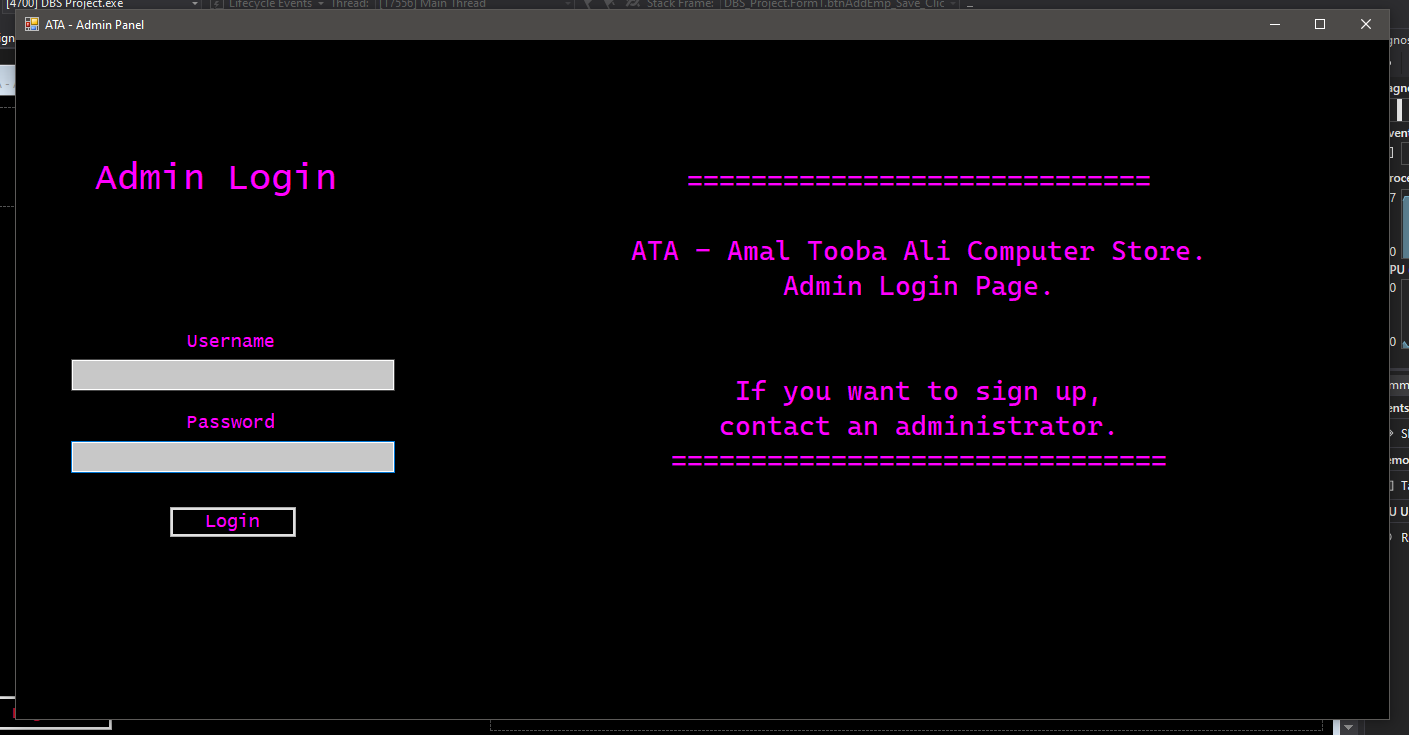 [4700] DBS Project.exe
Lifecycle Events
Thread:
[17556] Main Thread
Stack Frame:
DBS_Project.Form1.btnAddEmp_Save_Clic
ATA - Admin Panel
Admin Login
=============================
ATA - Amal Tooba Ali Computer Store.
Admin Login Page.
If you want to sign up,
contact an administrator.
===============================
Username
Password
Login